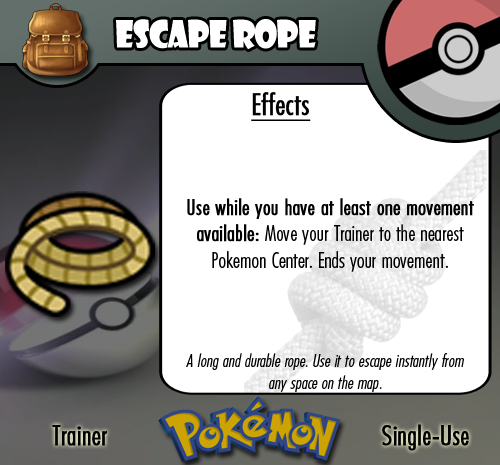 ESCAPE ROPE
Effects
Use while you have at least one movement
available: Move your Trainer to the nearest
Pokemon Center. Ends your movement.
A long and durable rope. Use it to escape instantly from
any space on the map.
Trainer
POKéMON
Single-Use